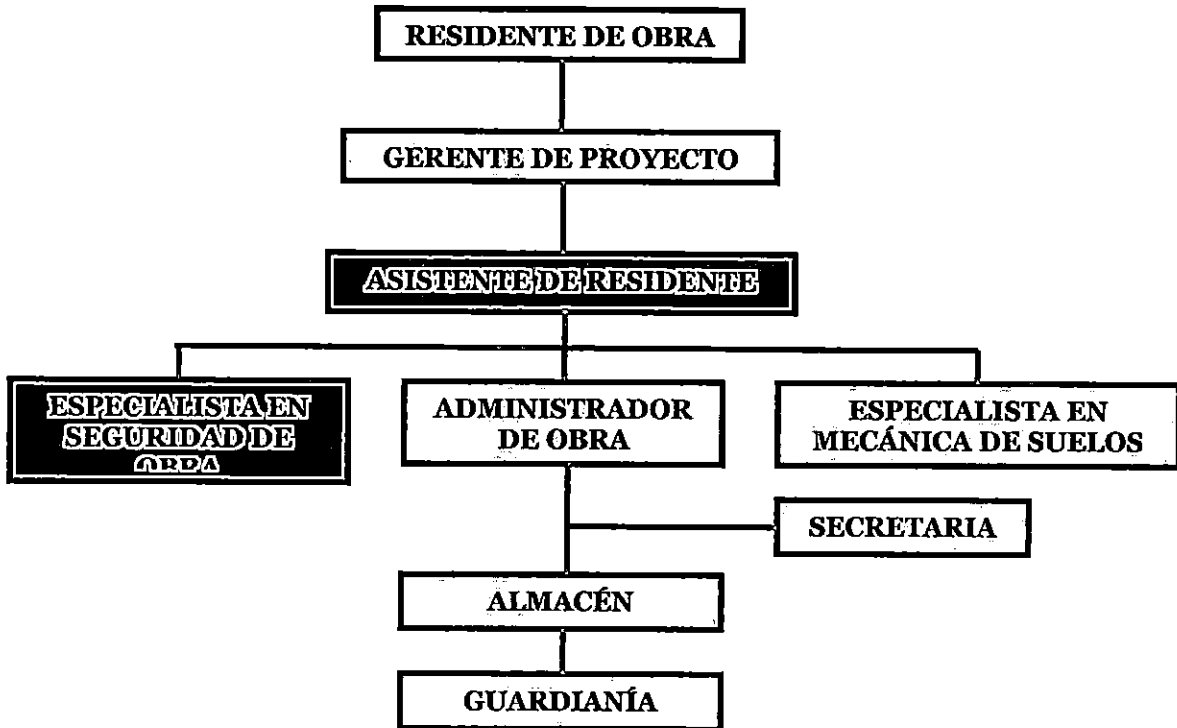 RESIDENTE DE OBRA
GERENTE DE PROYECTO
ASISTENTE DE RESIDENTE
ESPECIALISTA EN
SEGURIDAD DE
OBRA
ADMINISTRADOR
DE OBRA
ESPECIALISTA EN
MECÁNICA DE SUELOS
SECRETARIA
ALMACÉN
GUARDIANÍA